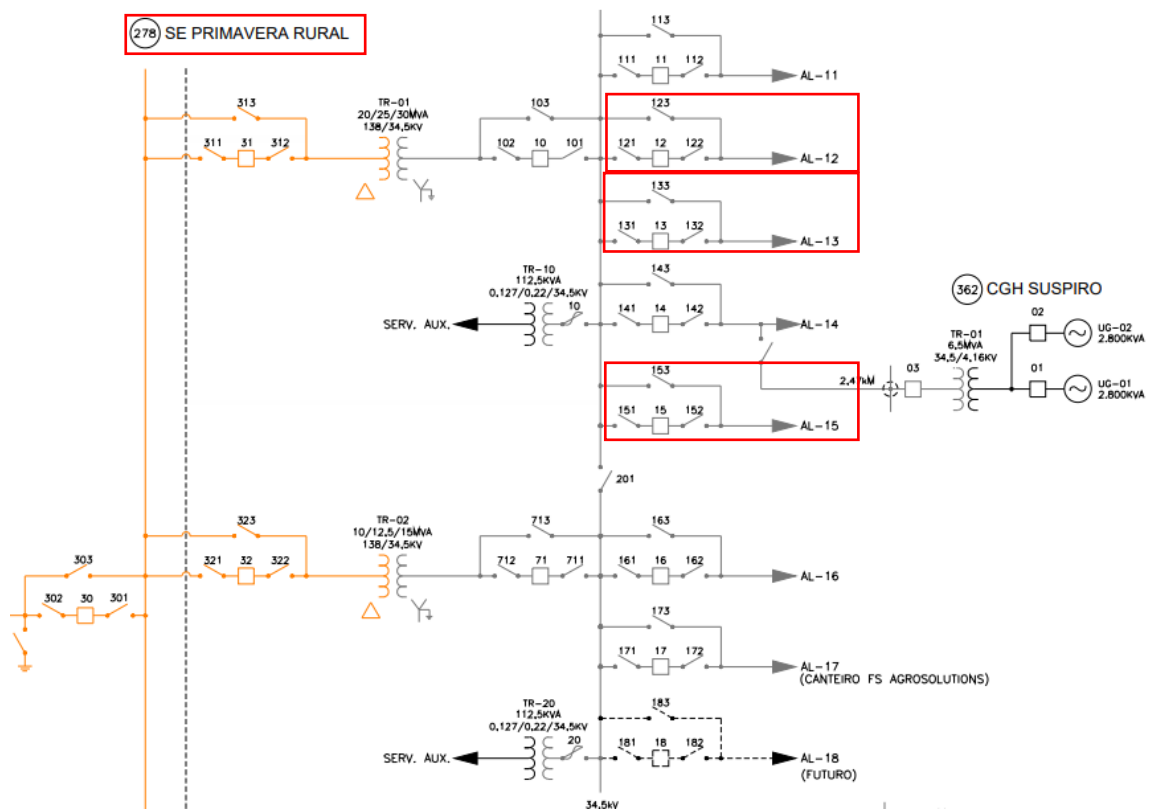 278 SE PRIMAVERA RURAL
113
111 11 112
AL-11
313
311 31 312
TR-01
20/25/30MVA
138/34,5KV
103
102 10 101
123
121 12 122
AL-12
133
131 13 132
AL-13
TR-10
112,5KVA
0,127/0,22/34,5KV
10
SERV. AUX.
143
141 14 142
AL-14
362 CGH SUSPIRO
02
UG-02
2.800KVA
TR-01
6,5MVA
34,5/4,16KV
2,47kM
03
01
UG-01
2.800KVA
153
151 15 152
AL-15
201
303
302 30 301
323
321 32 322
TR-02
10/12,5/15MVA
138/34,5KV
713
712 71 711
163
161 16 162
AL-16
173
171 17 172
AL-17
(CANTEIRO FS AGROSOLUTIONS)
TR-20
112,5KVA
0,127/0,22/34,5KV
20
SERV. AUX.
183
181 18 182
AL-18
(FUTURO)
34,5kV